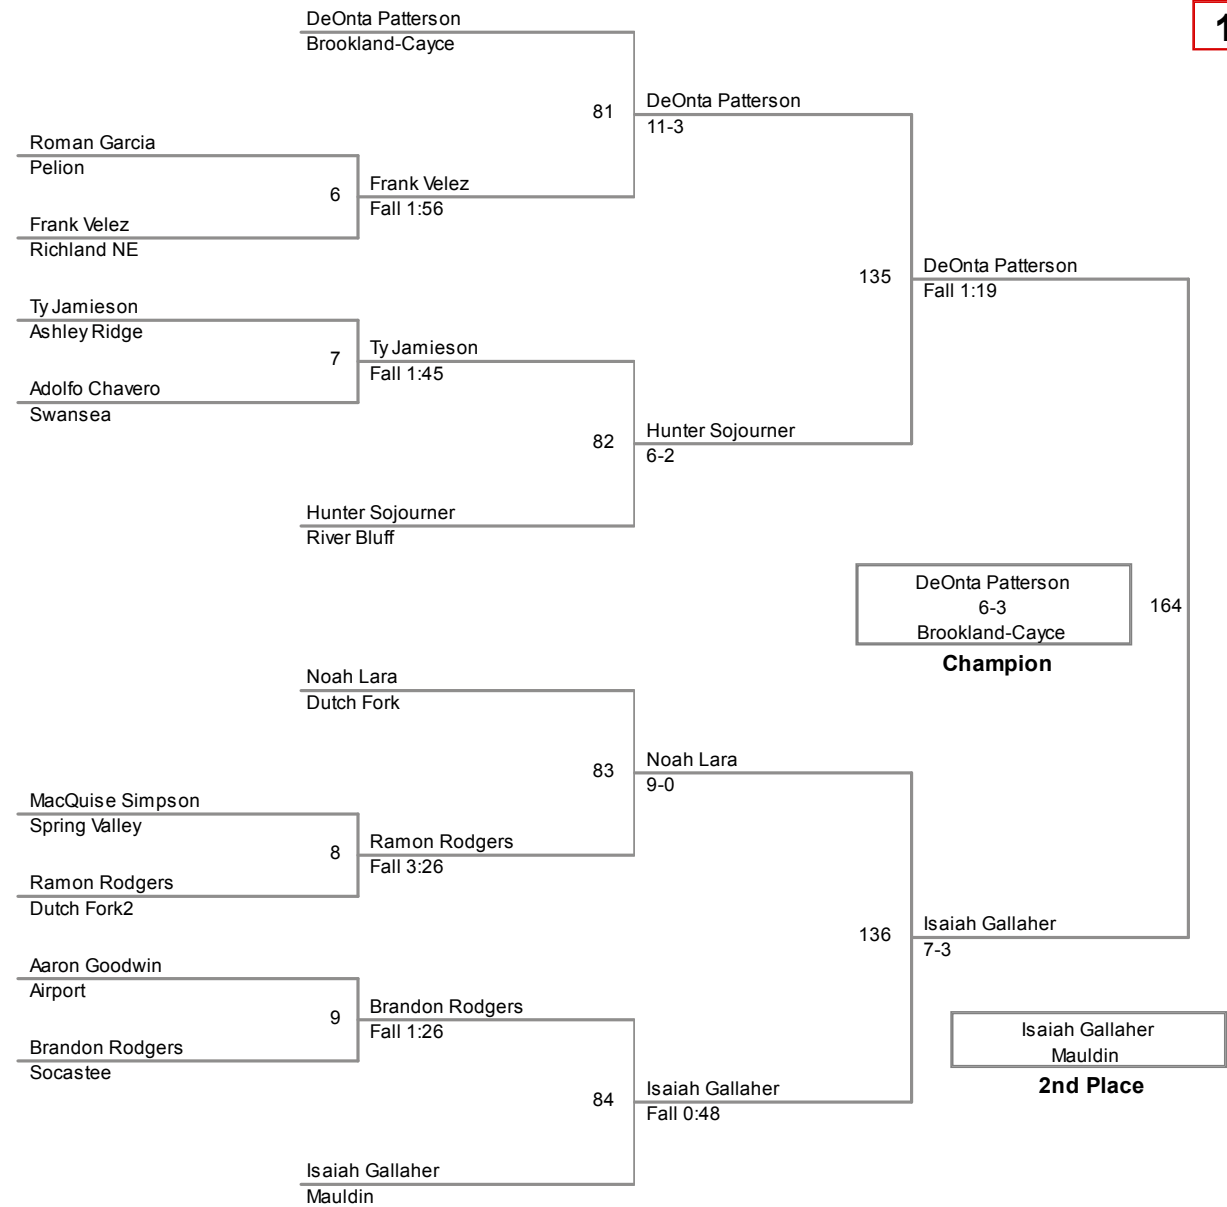 DeOnta Patterson
Brookland-Cayce
1
81
DeOnta Patterson
11-3
Roman Garcia
Pelion
6
Frank Velez
Fall 1:56
Frank Velez
Richland NE
135
DeOnta Patterson
Fall 1:19
Ty Jamieson
Ashley Ridge
7
Ty Jamieson
Fall 1:45
Adolfo Chavero
Swansea
82
Hunter Sojourner
6-2
Hunter Sojourner
River Bluff
DeOnta Patterson
6-3
Brookland-Cayce
164
Champion
Noah Lara
Dutch Fork
83
Noah Lara
9-0
MacQuise Simpson
Spring Valley
8
Ramon Rodgers
Fall 3:26
Ramon Rodgers
Dutch Fork2
136
Isaiah Gallaher
7-3
Aaron Goodwin
Airport
9
Brandon Rodgers
Fall 1:26
Brandon Rodgers
Socastee
Isaiah Gallaher
Mauldin
2nd Place
84
Isaiah Gallaher
Fall 0:48
Isaiah Gallaher
Mauldin